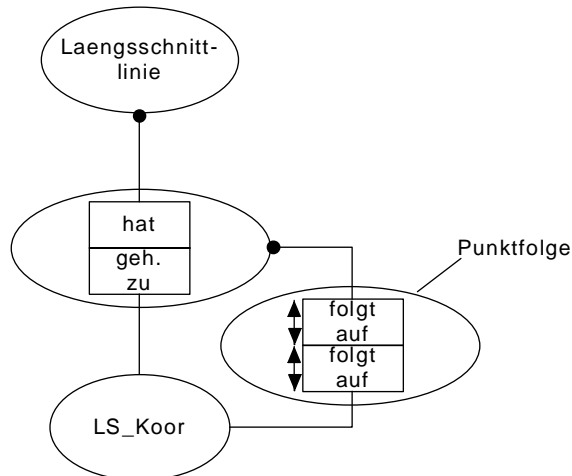 Laengsschnitt-
linie
hat
geh.
zu
Punktfolge
folgt
auf
folgt
auf
LS_Koor